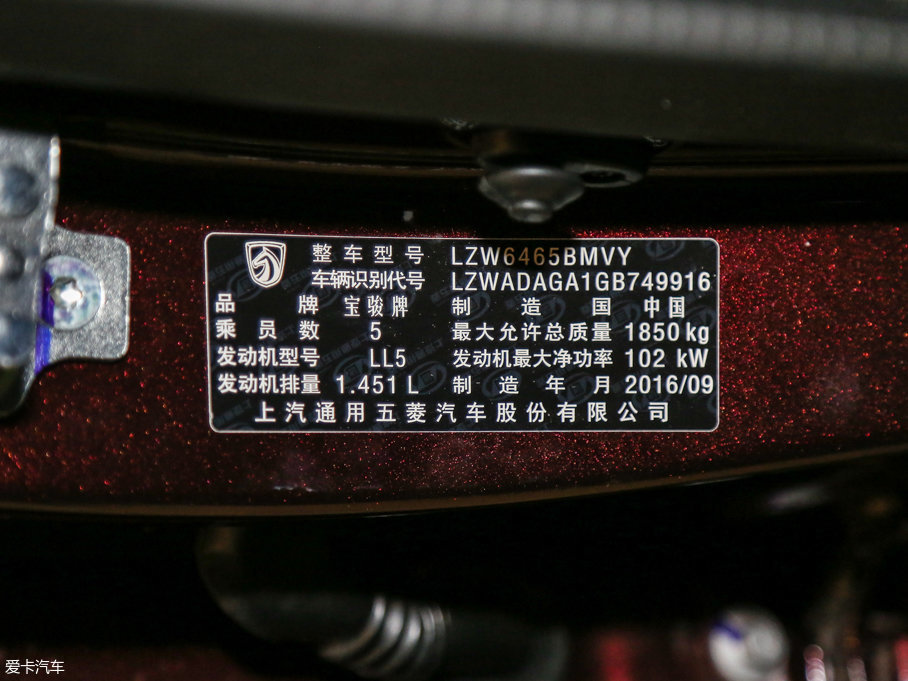 整车型号 LZW6465BMVY
车辆识别代号 LZWADAGA1GB749916
品牌 宝骏牌 制造国 中国
乘员数 5 最大允许总质量 1850kg
发动机型号 LL5 发动机最大净功率 102 kW
发动机排量 1.451 L 制造年月 2016/09
上汽通用五菱汽车股份有限公司
爱卡汽车